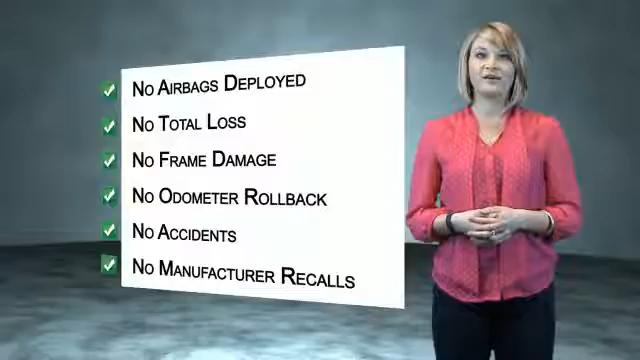 No Airbags Deployed
No Total Loss
No Frame Damage
No Odometer Rollback
No Accidents
No Manufacturer Recalls